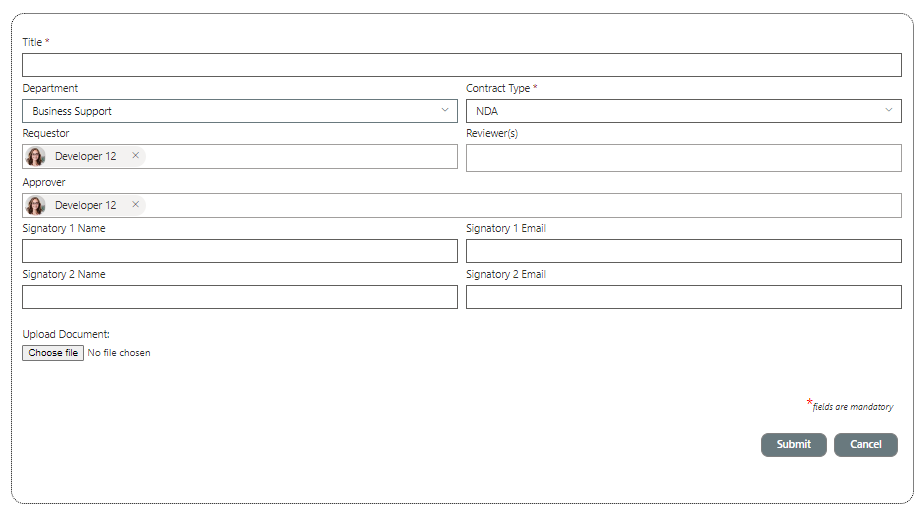 Title *
Department
Contract Type *
Business Support
NDA
Requestor
Reviewer(s)
Developer 12
Approver
Developer 12
Signatory 1 Name
Signatory 1 Email
Signatory 2 Name
Signatory 2 Email
Upload Document:
Choose file No file chosen
*fields are mandatory
Submit
Cancel